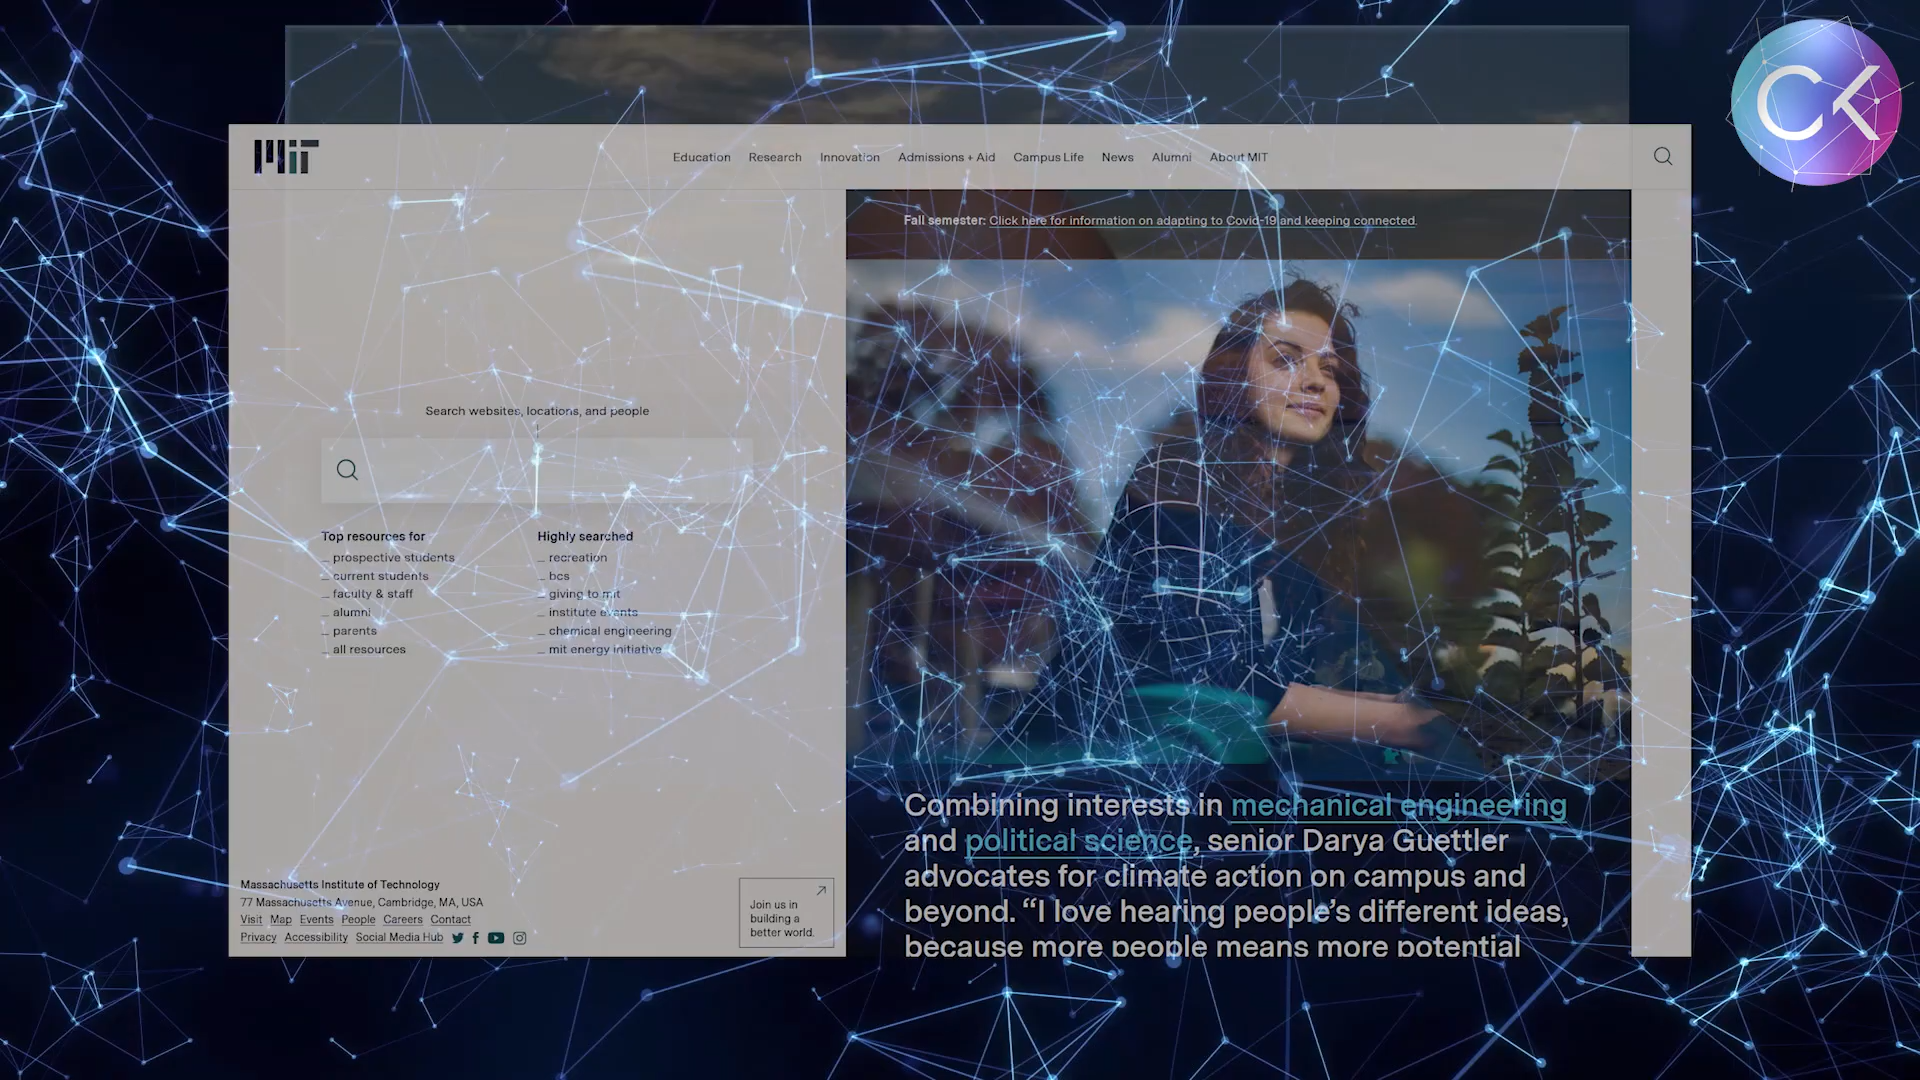 CK
MIT
Education Research Innovation Admissions + Aid Campus Life News Alumni About MIT
Fall semester: Click here for information on adapting to Covid-19 and keeping connected.
Search websites, locations, and people
Top resources for
prospective students
current students
faculty & staff
alumni
parents
all resources
Highly searched
recreation
bcs
giving to mit
institute events
chemical engineering
mit energy initiative
Combining interests in mechanical engineering
and political science, senior Darya Guettler
advocates for climate action on campus and
beyond. “I love hearing people’s different ideas,
because more people means more potential
Massachusetts Institute of Technology
77 Massachusetts Avenue, Cambridge, MA, USA
Visit Map Events People Careers Contact
Privacy Accessibility Social Media Hub
Join us in
building a
better world.